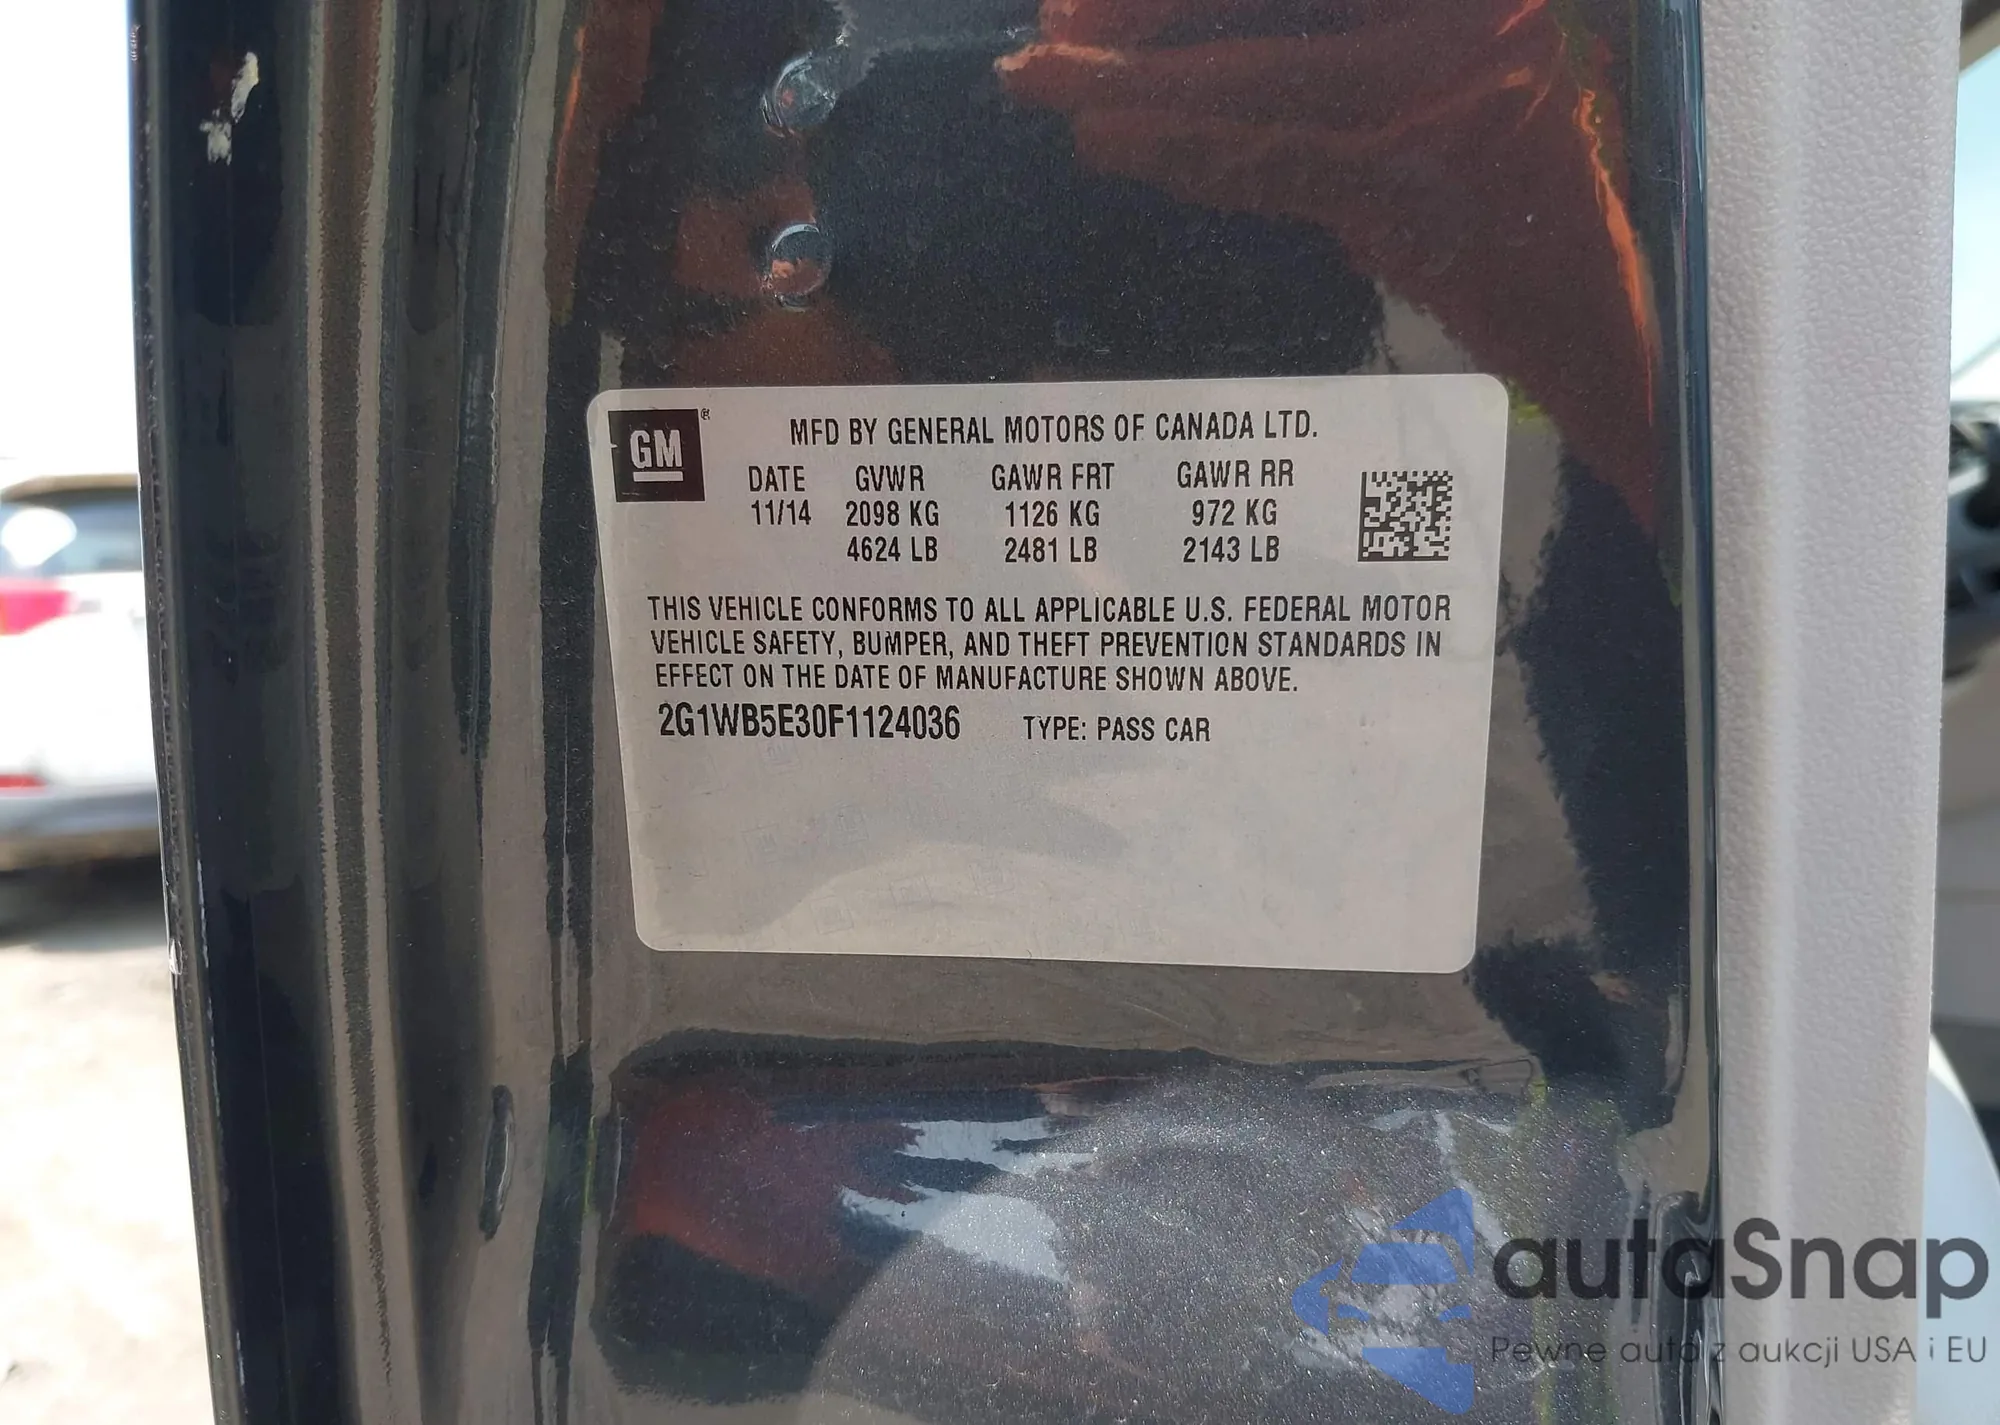 GM ®
MFD BY GENERAL MOTORS OF CANADA LTD.
DATE GVWR GAWR FRT GAWR RR
11/14 2098 KG 1126 KG 972 KG
4624 LB 2481 LB 2143 LB
THIS VEHICLE CONFORMS TO ALL APPLICABLE U.S. FEDERAL MOTOR
VEHICLE SAFETY, BUMPER, AND THEFT PREVENTION STANDARDS IN
EFFECT ON THE DATE OF MANUFACTURE SHOWN ABOVE.
2G1WB5E30F1124036 TYPE: PASS CAR
autaSnap
Pewne auta z aukcji USA i EU